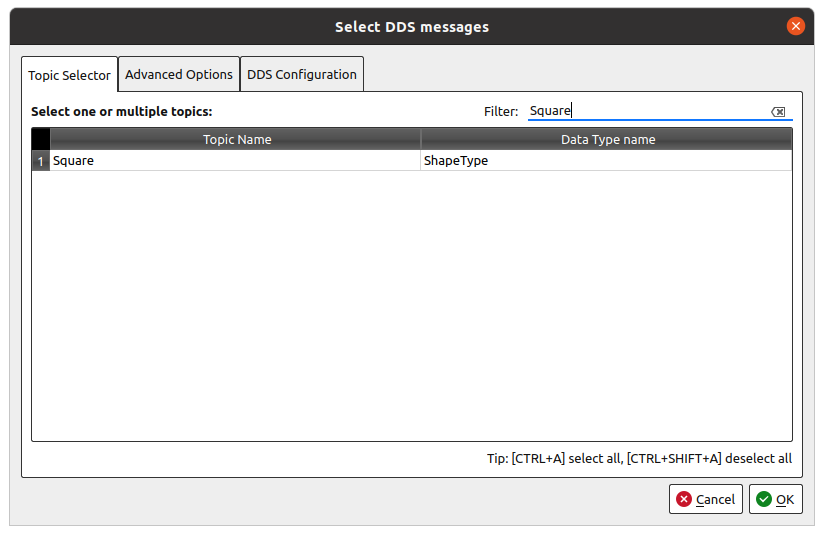 Select DDS messages
Topic Selector Advanced Options DDS Configuration
Select one or multiple topics: Filter: Square
Topic Name Data Type name
1 Square ShapeType
Tip: [CTRL+A] select all, [CTRL+SHIFT+A] deselect all
Cancel OK